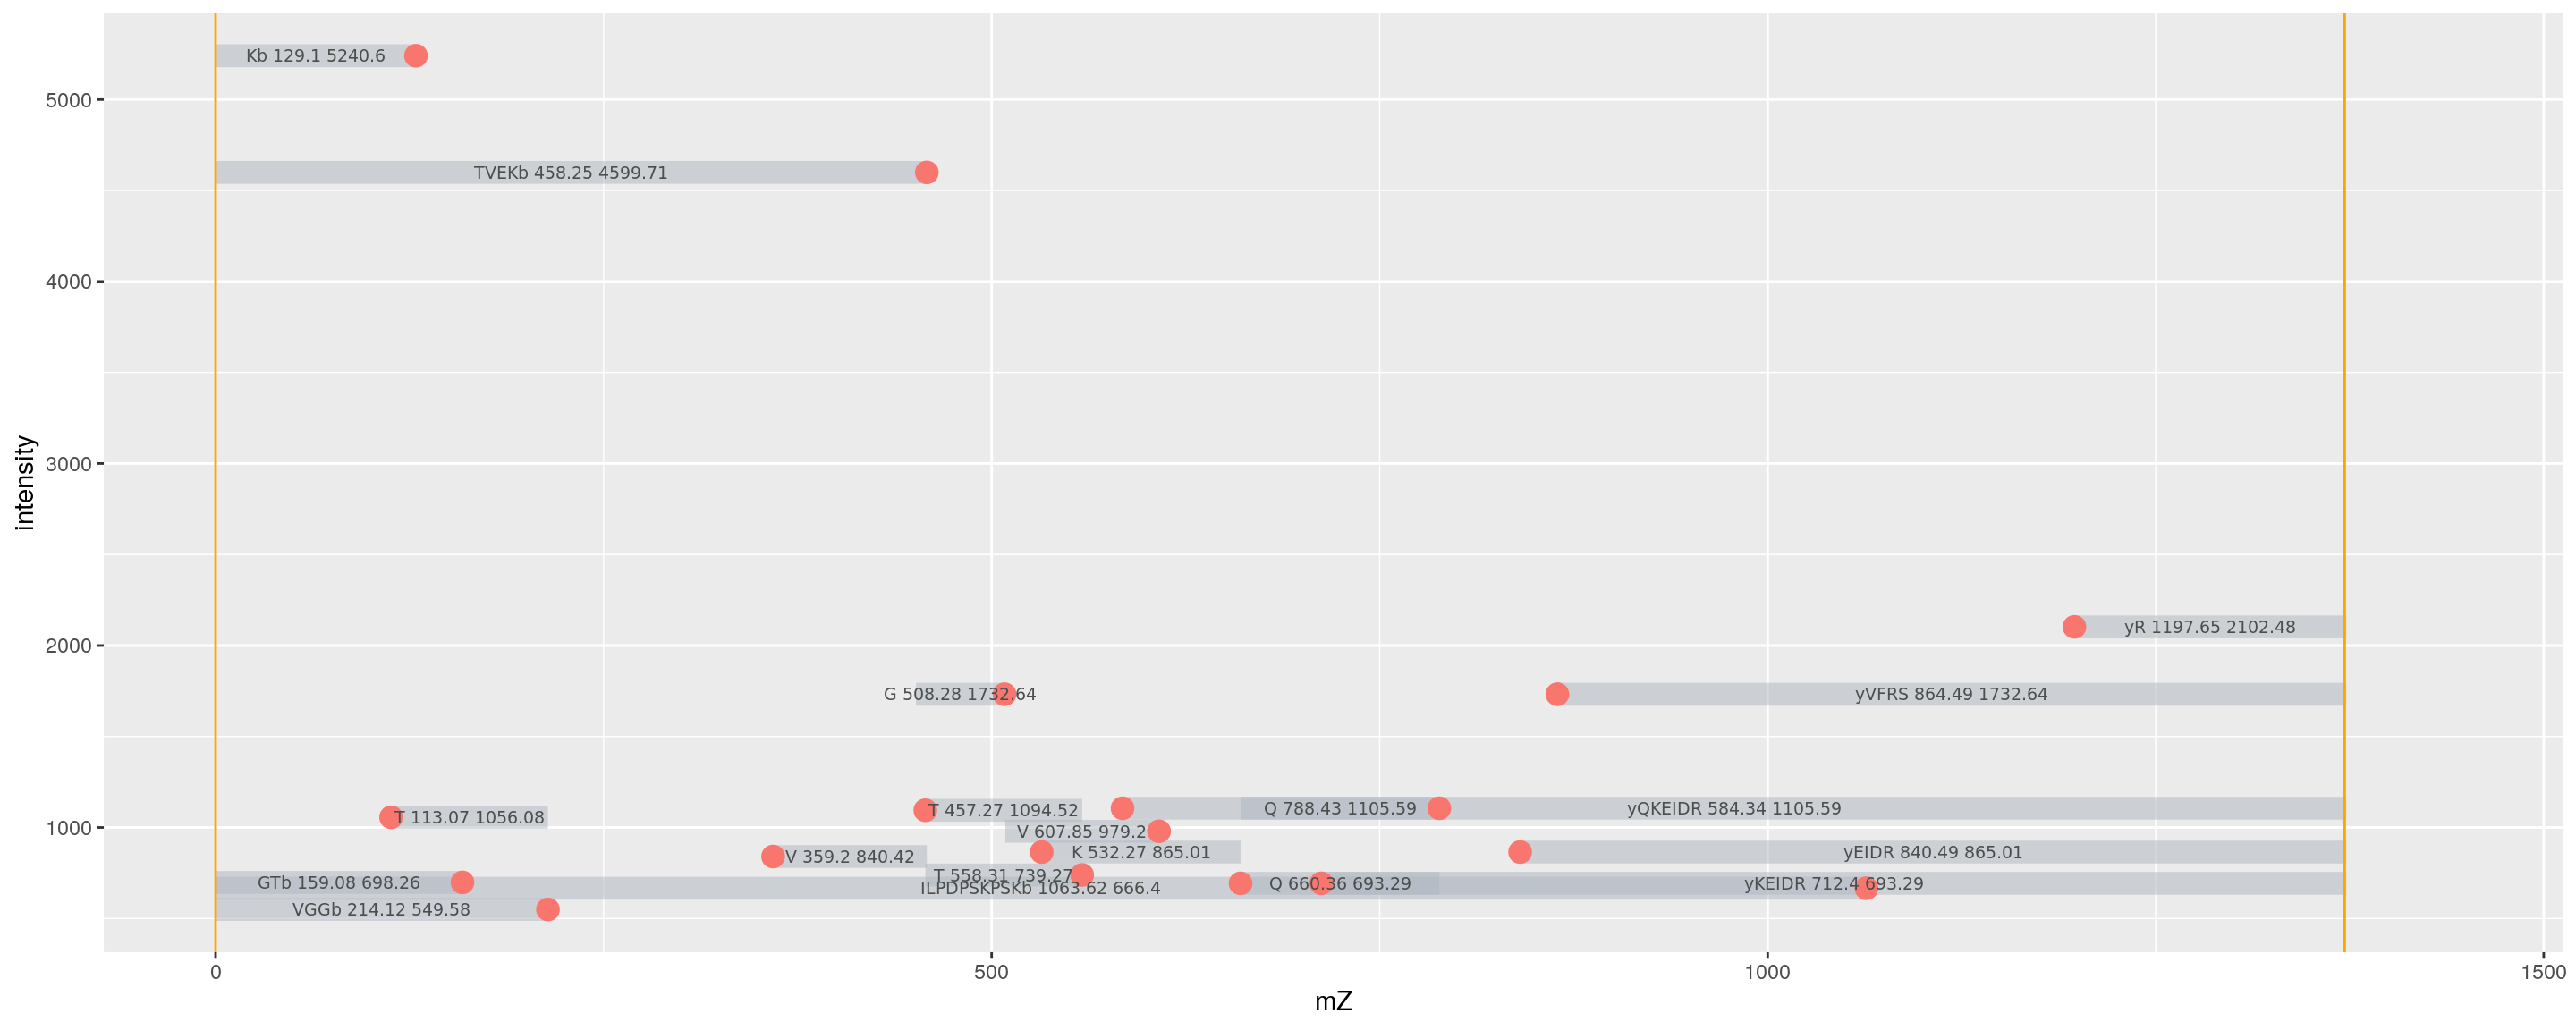 Kb 129.1 5240.6
5000
TVEKb 458.25 4599.71
4000
3000
intensity
2000
yR 1197.65 2102.48
G 508.28 1732.64
yVFRS 864.49 1732.64
1000
T 113.07 1056.08
T 457.27 1094.52
Q 788.43 1105.59
yQKEIDR 584.34 1105.59
V 607.85 979.2
V 359.2 840.42
K 532.27 865.01
yEIDR 840.49 865.01
T 558.31 739.27
GTb 159.08 698.26
ILPDPSKPSKb 1063.62 666.4
Q 660.36 693.29
yKEIDR 712.4 693.29
VGGb 214.12 549.58
0
500
1000
1500
mZ